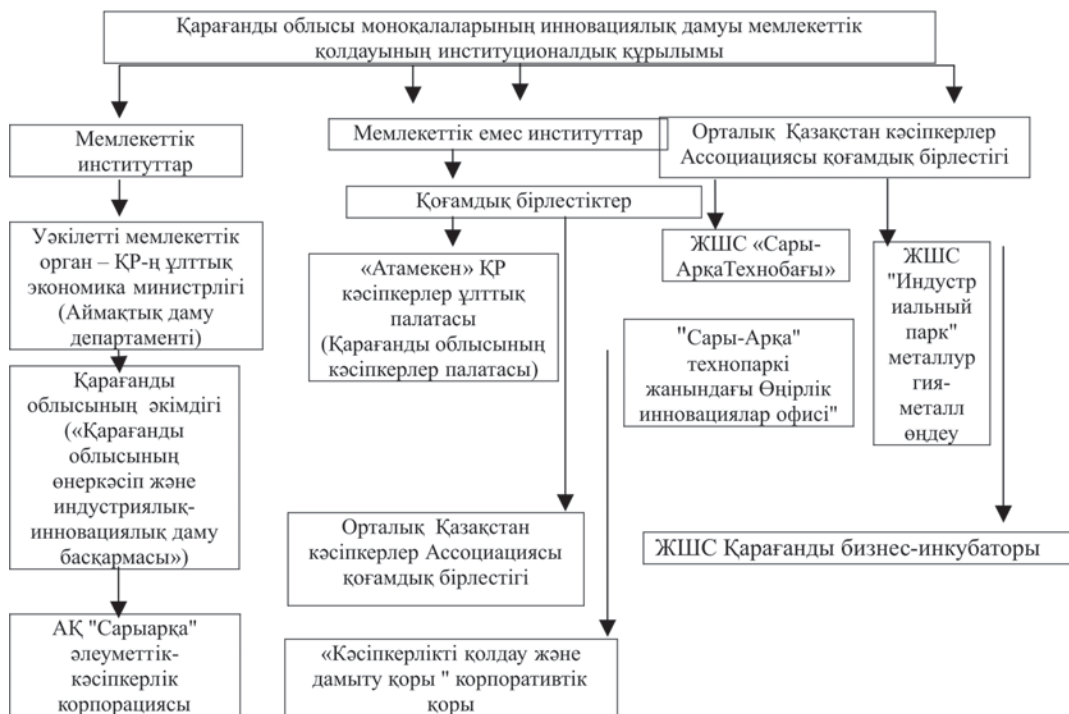 Қарағанды облысы моноқалаларының инновациялық дамуы мемлекеттік
қолдауының институционалдық құрылымы
Мемлекеттік
институттар
Уәкілетті мемлекеттік
орган – ҚР-ң ұлттық
экономика министрлігі
(Аймақтық даму
департаменті)
Қарағанды
облысының әкімдігі
(«Қарағанды
облысының
өнеркәсіп және
индустриялық-
инновациялық даму
басқармасы»)
АҚ "Сарыарқа"
әлеуметтік-
кәсіпкерлік
корпорациясы
Мемлекеттік емес институттар
Қоғамдық бірлестіктер
«Атамекен» ҚР
кәсіпкерлер ұлттық
палатасы
(Қарағанды облысының
кәсіпкерлер палатасы)
Орталық Қазақстан
кәсіпкерлер Ассоциациясы
қоғамдық бірлестігі
«Кәсіпкерлікті қолдау және
дамыту қоры " корпоративтік
қоры
Орталық Қазақстан кәсіпкерлер
Ассоциациясы қоғамдық бірлестігі
ЖШС «Сары-
АрқаТехнобағы»
"Сары-Арқа"
технопаркі
жанындағы Өңірлік
инновациялар офисі"
ЖШС
"Индустр
иальный
парк"
металлур
гия-
металл
өңдеу
ЖШС Қарағанды бизнес-инкубаторы